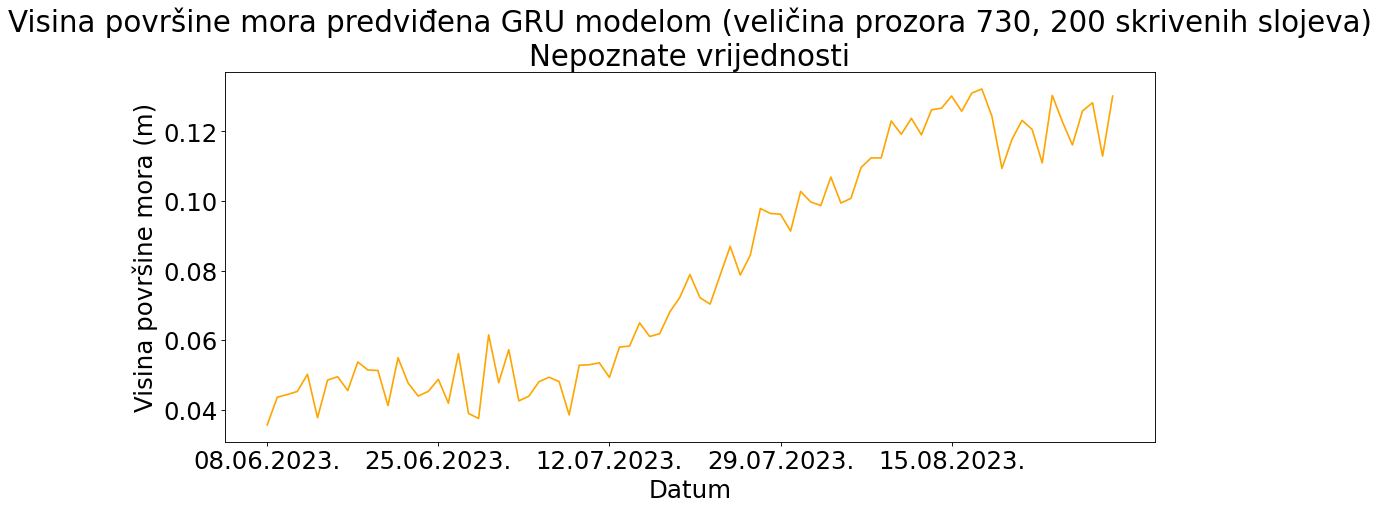 Visina površine mora predviđena GRU modelom (veličina prozora 730, 200 skrivenih slojeva)
Nepoznate vrijednosti
Visina površine mora (m)
0.12
0.10
0.08
0.06
0.04
08.06.2023. 25.06.2023. 12.07.2023. 29.07.2023. 15.08.2023.
Datum